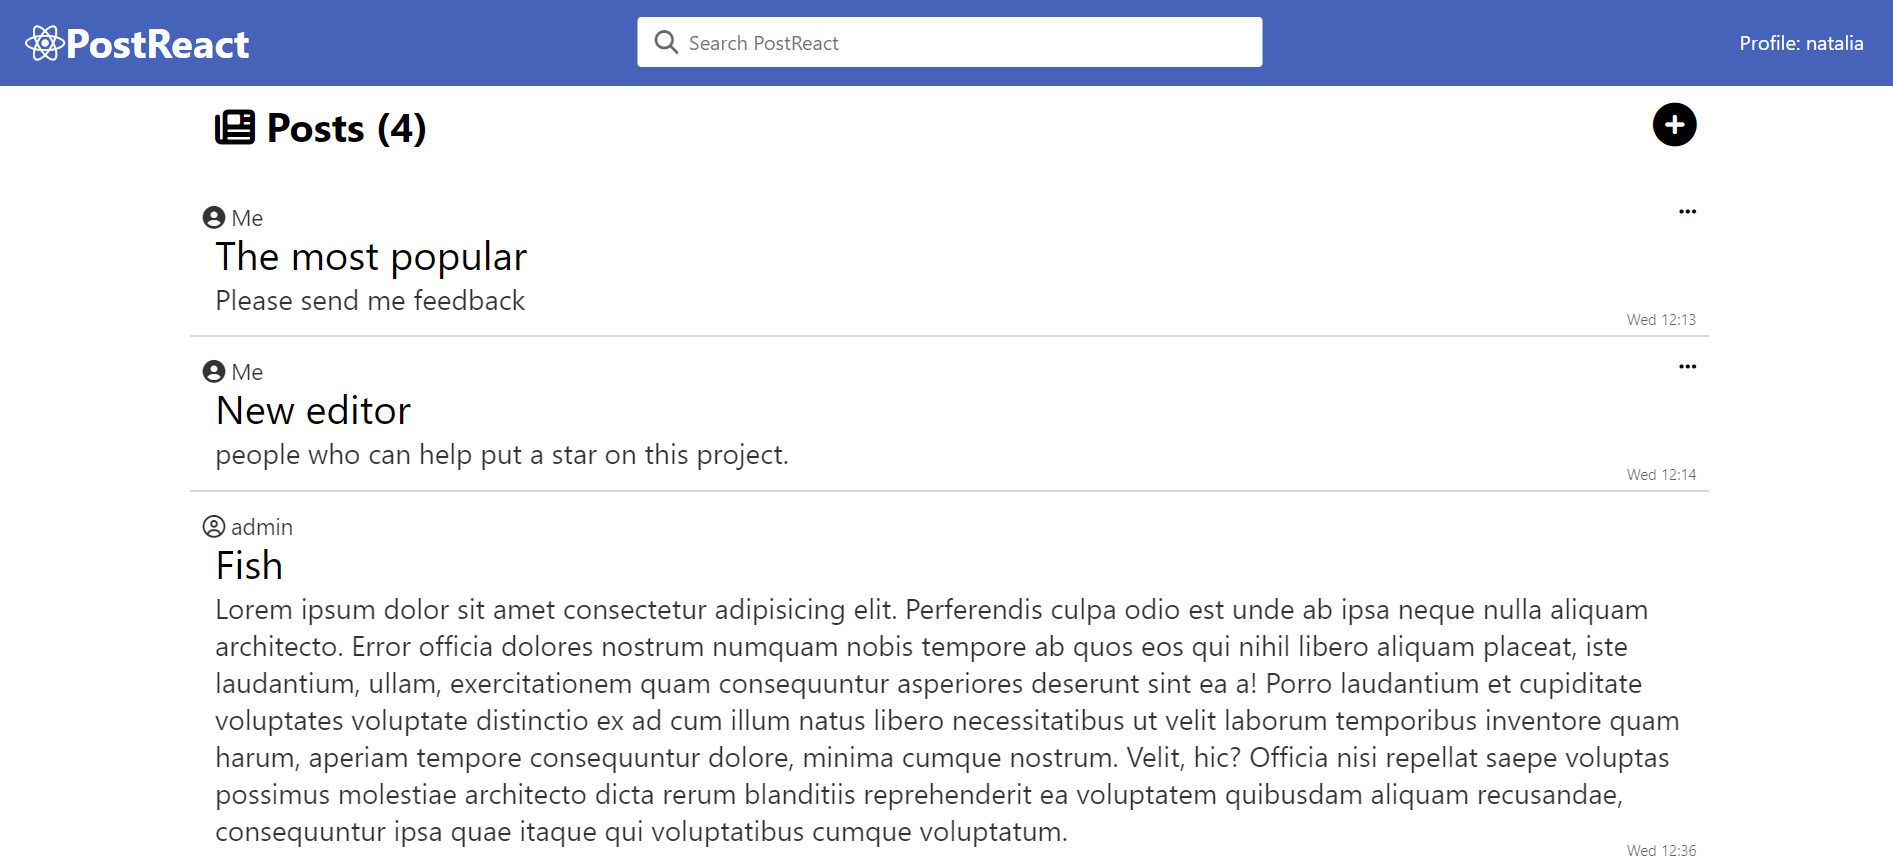 PostReact
Search PostReact
Profile: natalia
Posts (4)
Me
The most popular
Please send me feedback
Wed 12:13
Me
New editor
people who can help put a star on this project.
Wed 12:14
admin
Fish
Lorem ipsum dolor sit amet consectetur adipisicing elit. Perferendis culpa odio est unde ab ipsa neque nulla aliquam
architecto. Error officia dolores nostrum numquam nobis tempore ab quos eos qui nihil libero aliquam placeat, iste
laudantium, ullam, exercitationem quam consequuntur asperiores deserunt sint ea a! Porro laudantium et cupiditate
voluptates voluptate distinctio ex ad cum illum natus libero necessitatibus ut velit laborum temporibus inventore quam
harum, aperiam tempore consequuntur dolore, minima cumque nostrum. Velit, hic? Officia nisi repellat saepe voluptas
possimus molestiae architecto dicta rerum blanditiis reprehenderit ea voluptatem quibusdam aliquam recusandae,
consequuntur ipsa quae itaque qui voluptatibus cumque voluptatum.
Wed 12:36